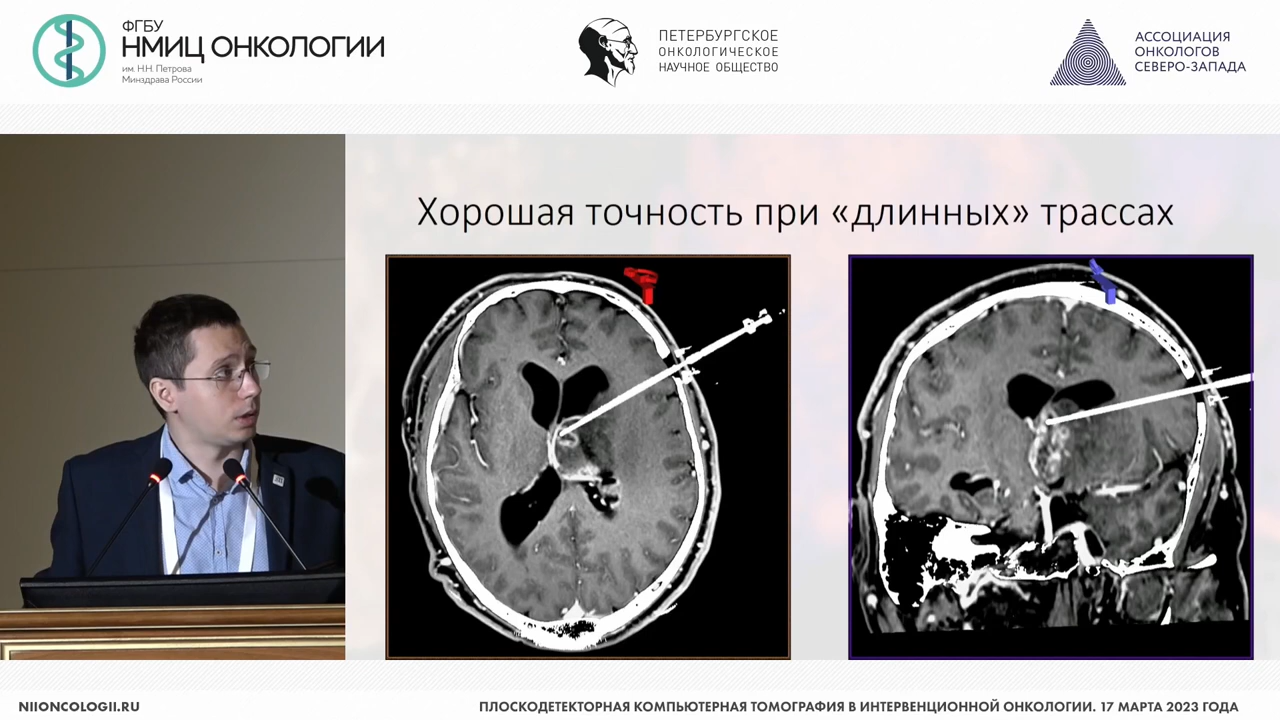 ФГБУ
НМИЦ ОНКОЛОГИИ
им. Н.Н. Петрова
Минздрава России
ПЕТЕРБУРГСКОЕ
ОНКОЛОГИЧЕСКОЕ
НАУЧНОЕ ОБЩЕСТВО
АССОЦИАЦИЯ
ОНКОЛОГОВ
СЕВЕРО-ЗАПАДА
Хорошая точность при «длинных» трассах
NIIONCOLOGII.RU
ПЛОСКОДЕТЕКТОРНАЯ КОМПЬЮТЕРНАЯ ТОМОГРАФИЯ В ИНТЕРВЕНЦИОННОЙ ОНКОЛОГИИ. 17 МАРТА 2023 ГОДА